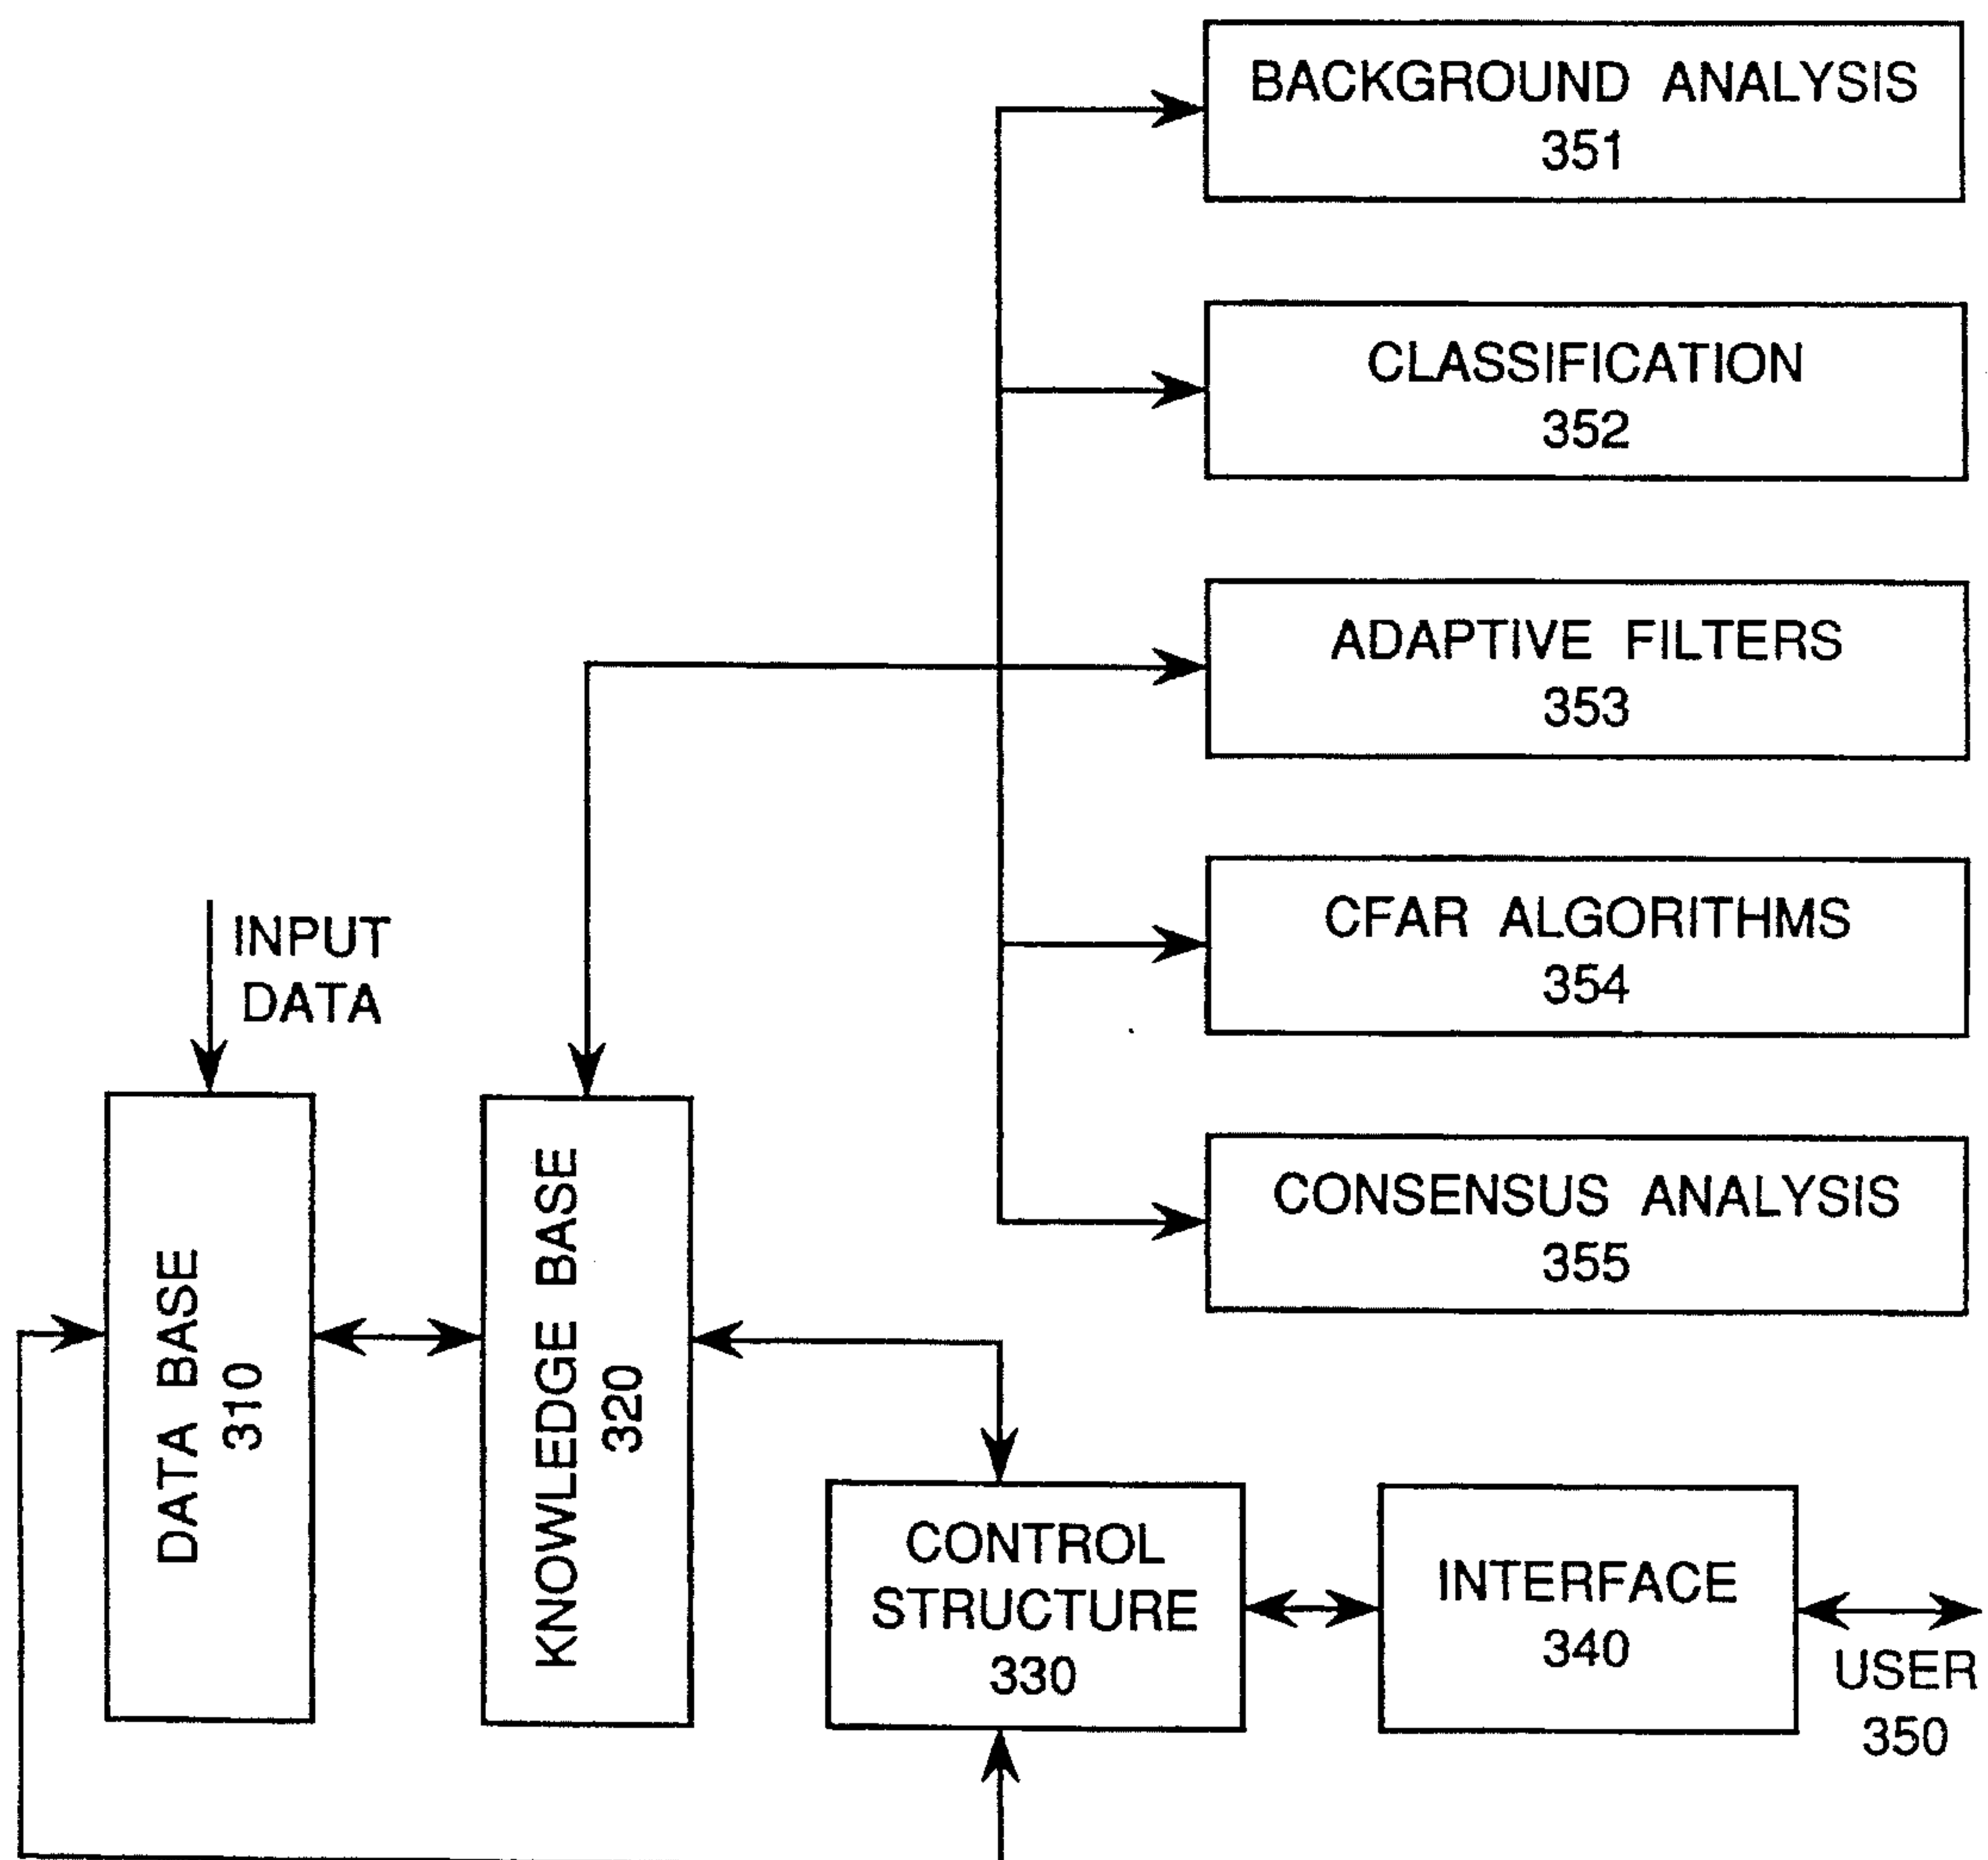 BACKGROUND ANALYSIS
351
CLASSIFICATION
352
ADAPTIVE FILTERS
353
CFAR ALGORITHMS
354
CONSENSUS ANALYSIS
355
INPUT
DATA
DATA BASE
310
KNOWLEDGE BASE
320
CONTROL
STRUCTURE
330
INTERFACE
340
USER
350